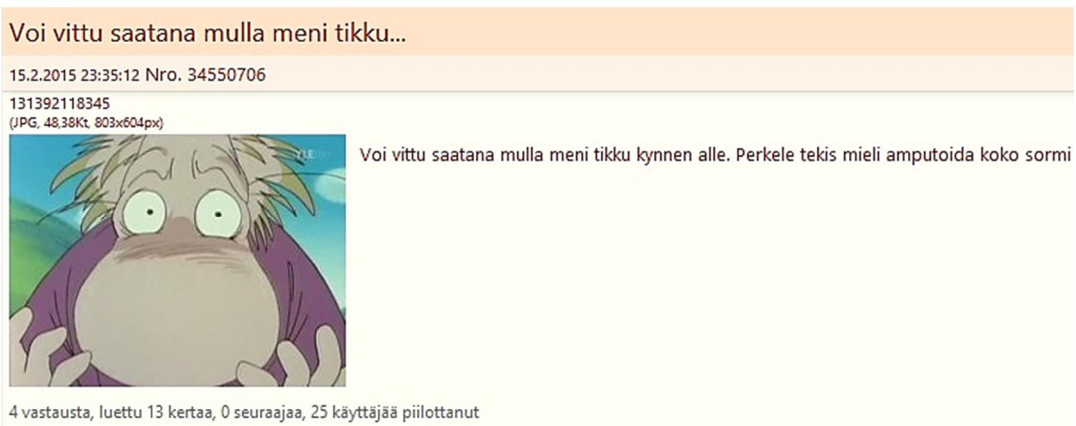 Voi vittu saatana mulla meni tikku...
15.2.2015 23:35:12 Nro. 34550706
131392118345
(JPG, 48,38Kt, 803x604px)
YLE
Voi vittu saatana mulla meni tikku kynnen alle. Perkele tekis mieli amputoida koko sormi
4 vastausta, luettu 13 kertaa, 0 seuraajaa, 25 käyttäjää piilottanut